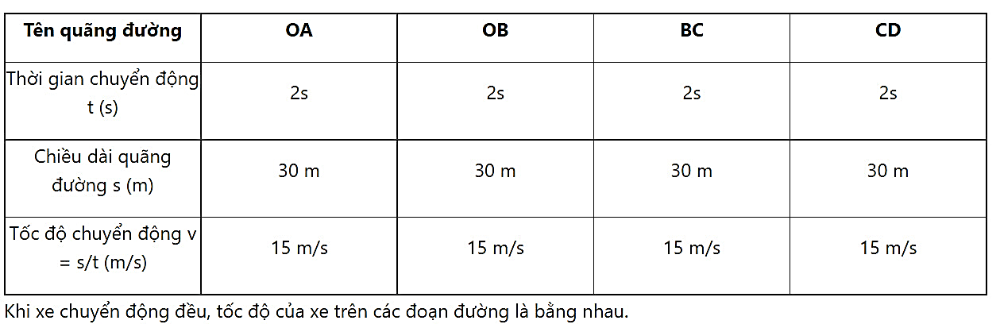 Tên quãng đường OA OB BC CD
Thời gian chuyển động
t (s) 2s 2s 2s 2s
Chiều dài quãng
đường s (m) 30 m 30 m 30 m 30 m
Tốc độ chuyển động v
= s/t (m/s) 15 m/s 15 m/s 15 m/s 15 m/s
Khi xe chuyển động đều, tốc độ của xe trên các đoạn đường là bằng nhau.